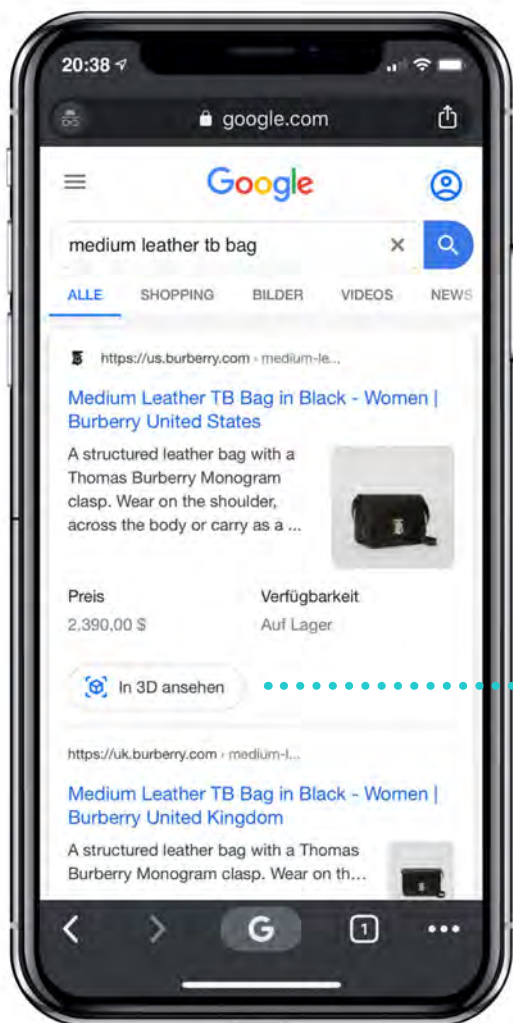 20:38
google.com
Google
medium leather tb bag
ALLE SHOPPING BILDER VIDEOS NEWS
https://us.burberry.com › medium-le...
Medium Leather TB Bag in Black - Women |
Burberry United States
A structured leather bag with a
Thomas Burberry Monogram
clasp. Wear on the shoulder,
across the body or carry as a ...
Preis Verfügbarkeit
2.390,00 $ Auf Lager
In 3D ansehen
https://uk.burberry.com › medium-l...
Medium Leather TB Bag in Black - Women |
Burberry United Kingdom
A structured leather bag with a Thomas
Burberry Monogram clasp. Wear on th...
G 1